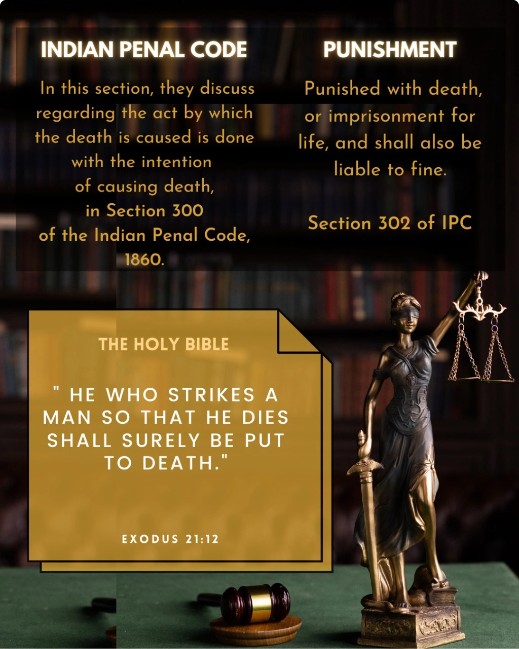 INDIAN PENAL CODE
In this section, they discuss
regarding the act by which
the death is caused is done
with the intention
of causing death,
in Section 300
of the Indian Penal Code,
1860.
PUNISHMENT
Punished with death,
or imprisonment for
life, and shall also be
liable to fine.
Section 302 of IPC
THE HOLY BIBLE
" HE WHO STRIKES A
MAN SO THAT HE DIES
SHALL SURELY BE PUT
TO DEATH."
EXODUS 21:12